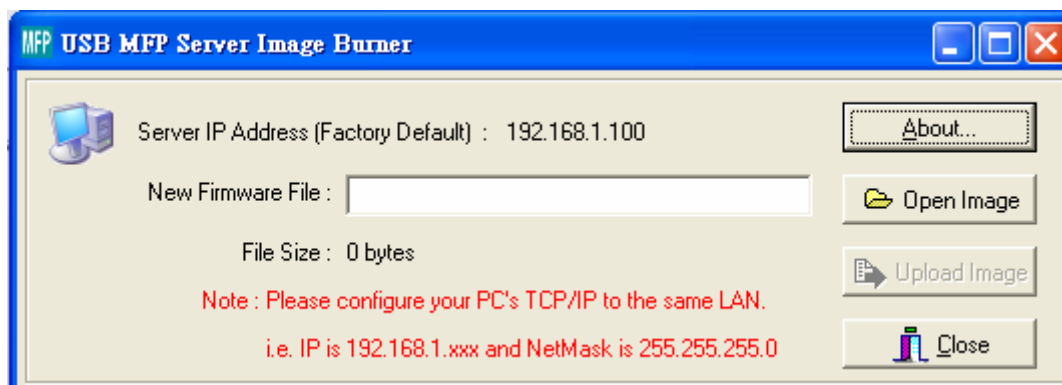 MFP USB MFP Server Image Burner
Server IP Address (Factory Default) : 192.168.1.100
About...
New Firmware File :
Open Image
File Size : 0 bytes
Upload Image
Note : Please configure your PC's TCP/IP to the same LAN.
i.e. IP is 192.168.1.xxx and NetMask is 255.255.255.0
Close